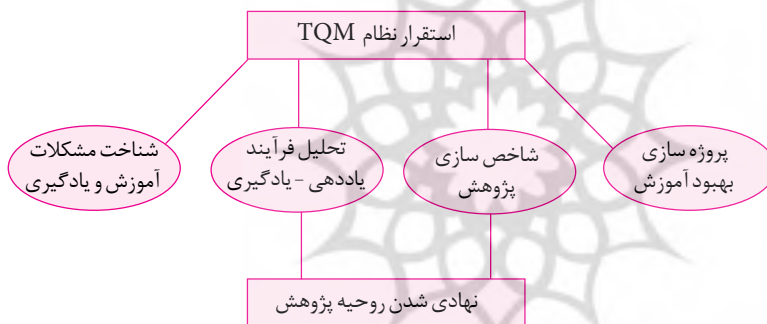 استقرار نظام TQM
پروژه سازی
بهبود آموزش
شاخص سازی
پژوهش
تحلیل فرآیند
یاددهی - یادگیری
شناخت مشکلات
آموزش و یادگیری
نهادی شدن روحیه پژوهش